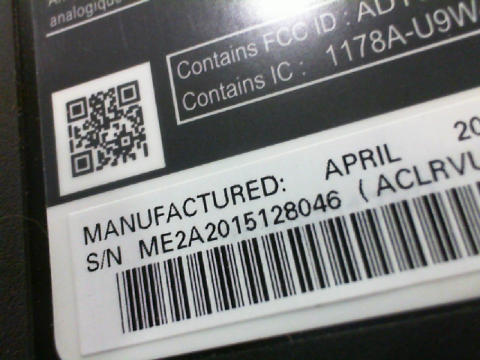 analogique
Contains FCC ID : AD
Contains IC : 1178A-U9W
MANUFACTURED: APRIL 20
S/N ME2A2015128046 ( ACLRVU